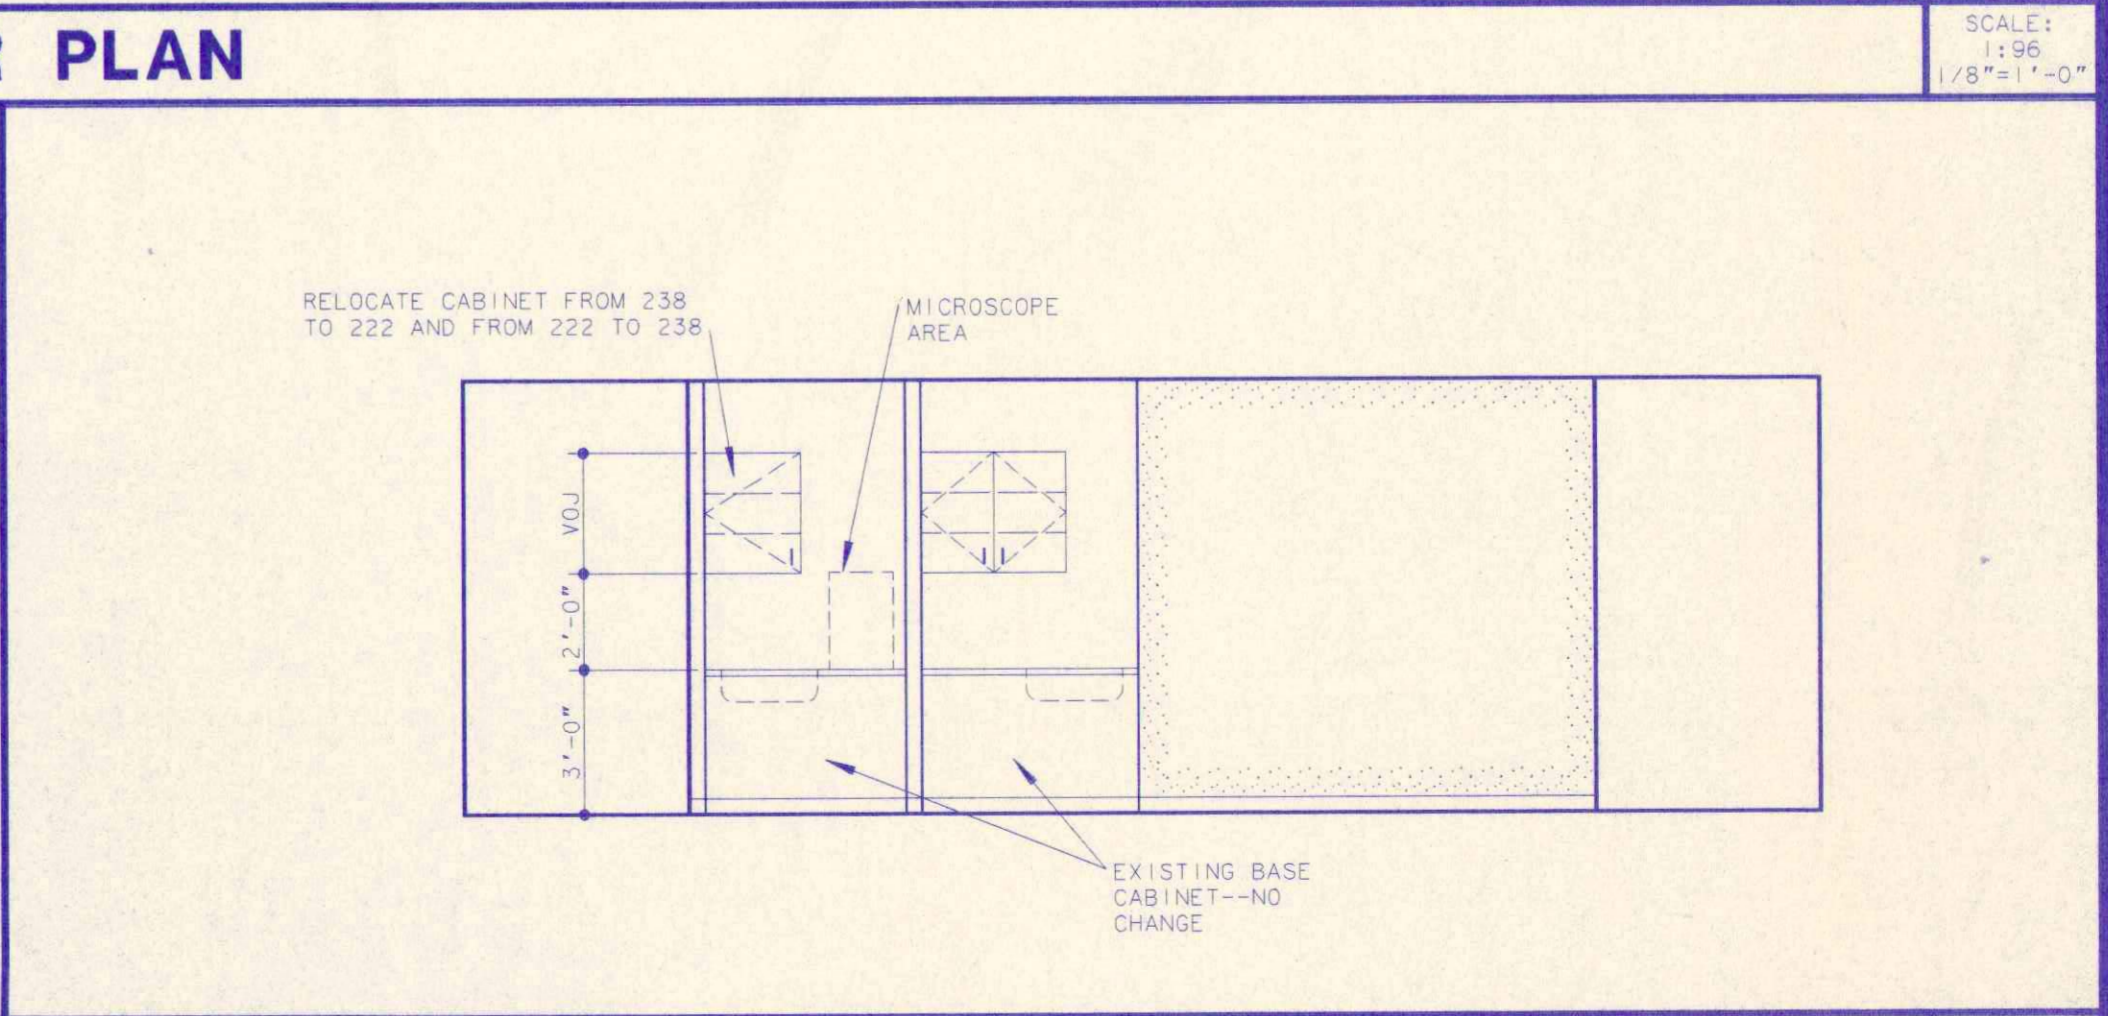 PLAN
SCALE:
1:96
1/8"=1'-0"
RELOCATE CABINET FROM 238
TO 222 AND FROM 222 TO 238
MICROSCOPE
AREA
VOJ
2'-0"
3'-0"
EXISTING BASE
CABINET--NO
CHANGE